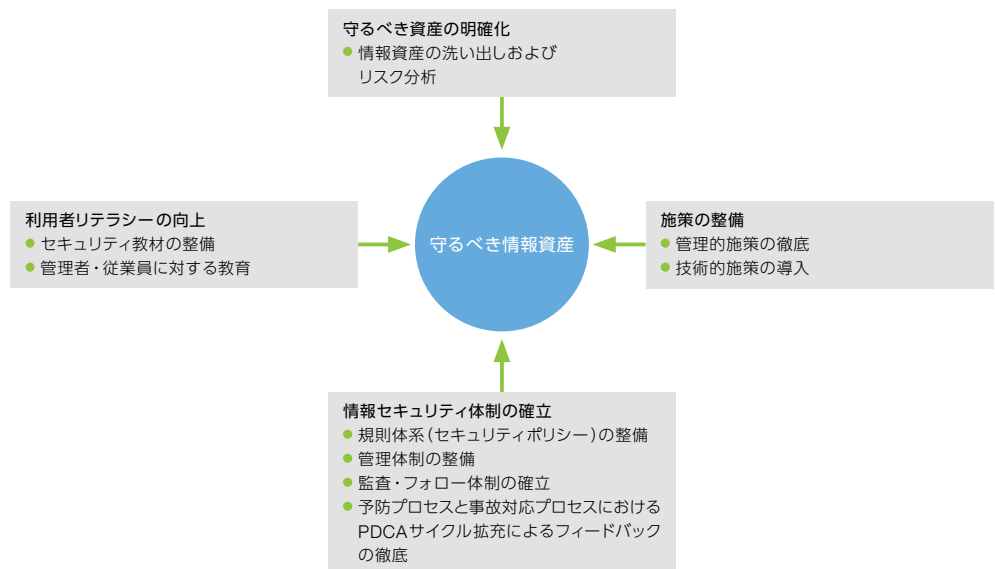 守るべき資産の明確化
● 情報資産の洗い出しおよび
リスク分析
利用者リテラシーの向上
● セキュリティ教材の整備
● 管理者・従業員に対する教育
守るべき情報資産
施策の整備
● 管理的施策の徹底
● 技術的施策の導入
情報セキュリティ体制の確立
● 規則体系(セキュリティポリシー)の整備
● 管理体制の整備
● 監査・フォロー体制の確立
● 予防プロセスと事故対応プロセスにおける
PDCAサイクル拡充によるフィードバック
の徹底